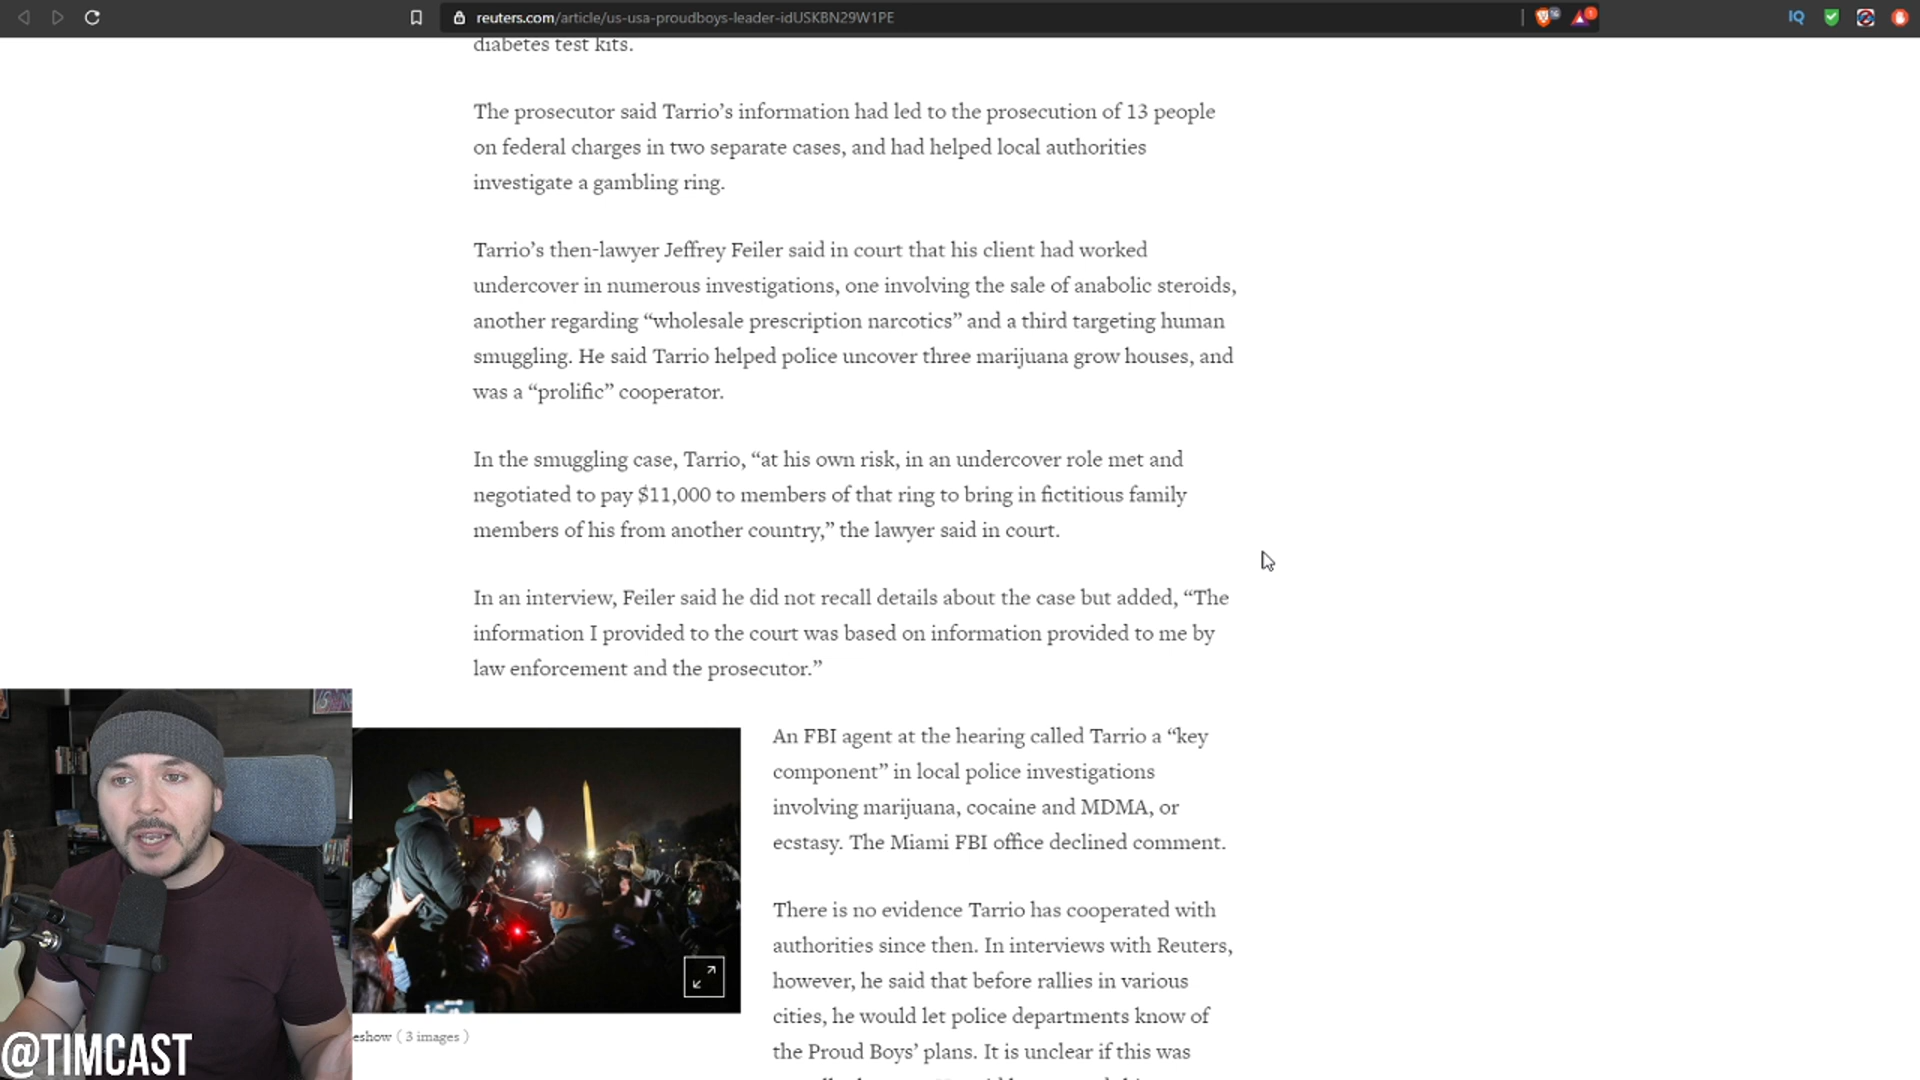 reuters.com/article/us-usa-proudboys-leader-idUSKBN29W1PE
IQ
diabetes test kits.
The prosecutor said Tarrio’s information had led to the prosecution of 13 people
on federal charges in two separate cases, and had helped local authorities
investigate a gambling ring.
Tarrio’s then-lawyer Jeffrey Feiler said in court that his client had worked
undercover in numerous investigations, one involving the sale of anabolic steroids,
another regarding “wholesale prescription narcotics” and a third targeting human
smuggling. He said Tarrio helped police uncover three marijuana grow houses, and
was a “prolific” cooperator.
In the smuggling case, Tarrio, “at his own risk, in an undercover role met and
negotiated to pay $11,000 to members of that ring to bring in fictitious family
members of his from another country,” the lawyer said in court.
In an interview, Feiler said he did not recall details about the case but added, “The
information I provided to the court was based on information provided to me by
law enforcement and the prosecutor.”
An FBI agent at the hearing called Tarrio a “key
component” in local police investigations
involving marijuana, cocaine and MDMA, or
ecstasy. The Miami FBI office declined comment.
There is no evidence Tarrio has cooperated with
authorities since then. In interviews with Reuters,
however, he said that before rallies in various
cities, he would let police departments know of
the Proud Boys’ plans. It is unclear if this was
eshow ( 3 images )
@TIMCAST